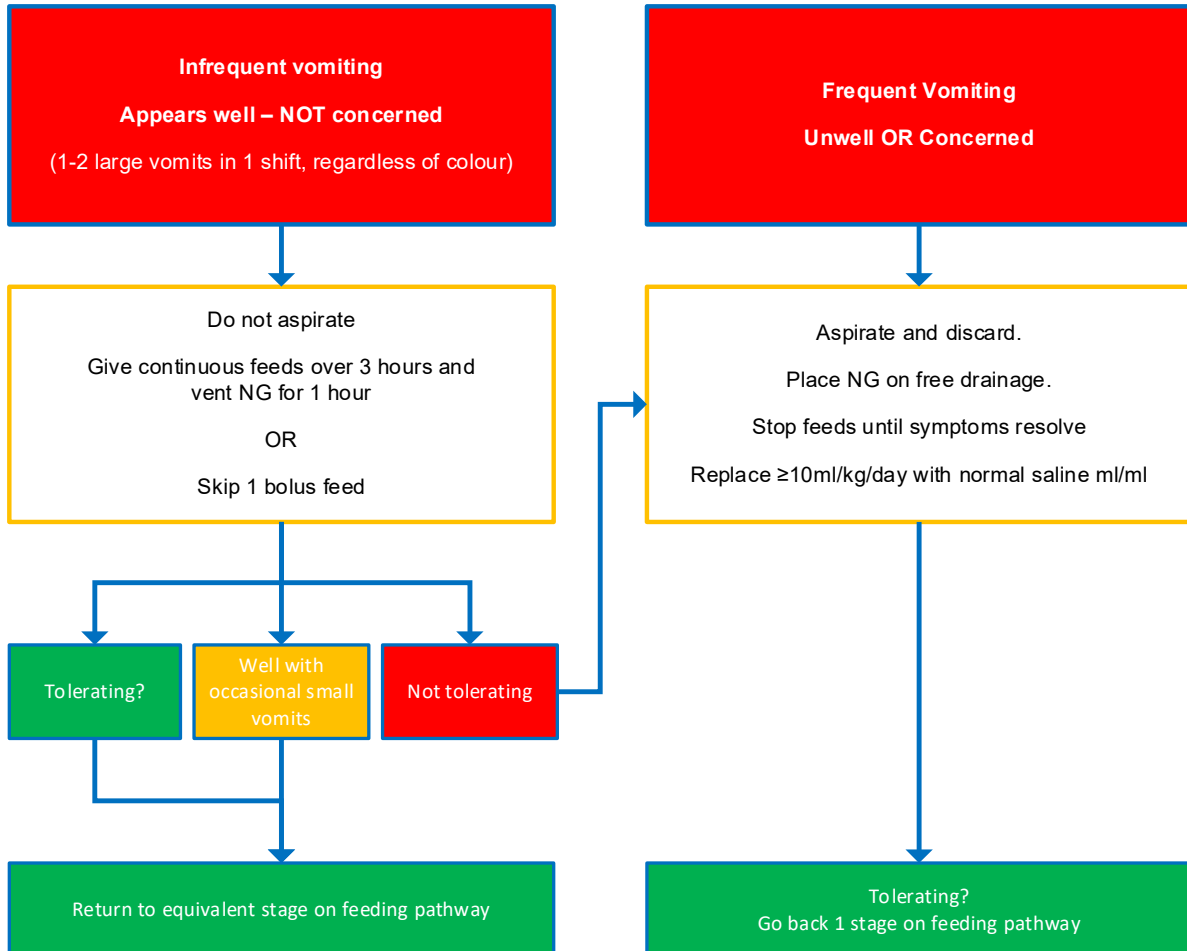 Infrequent vomiting
Appears well – NOT concerned
(1-2 large vomits in 1 shift, regardless of colour)
Frequent Vomiting
Unwell OR Concerned
Do not aspirate
Give continuous feeds over 3 hours and
vent NG for 1 hour
OR
Skip 1 bolus feed
Aspirate and discard.
Place NG on free drainage.
Stop feeds until symptoms resolve
Replace ≥10ml/kg/day with normal saline ml/ml
Tolerating?
Well with
occasional small
vomits
Not tolerating
Return to equivalent stage on feeding pathway
Tolerating?
Go back 1 stage on feeding pathway